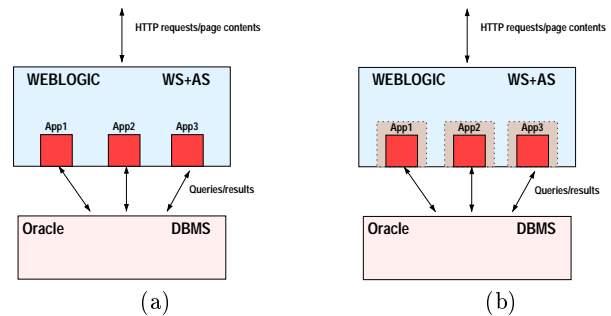 HTTP requests/page contents
WEBLOGIC WS+AS
App1 App2 App3
Queries/results
Oracle DBMS
(a)
HTTP requests/page contents
WEBLOGIC WS+AS
App1 App2 App3
Queries/results
Oracle DBMS
(b)